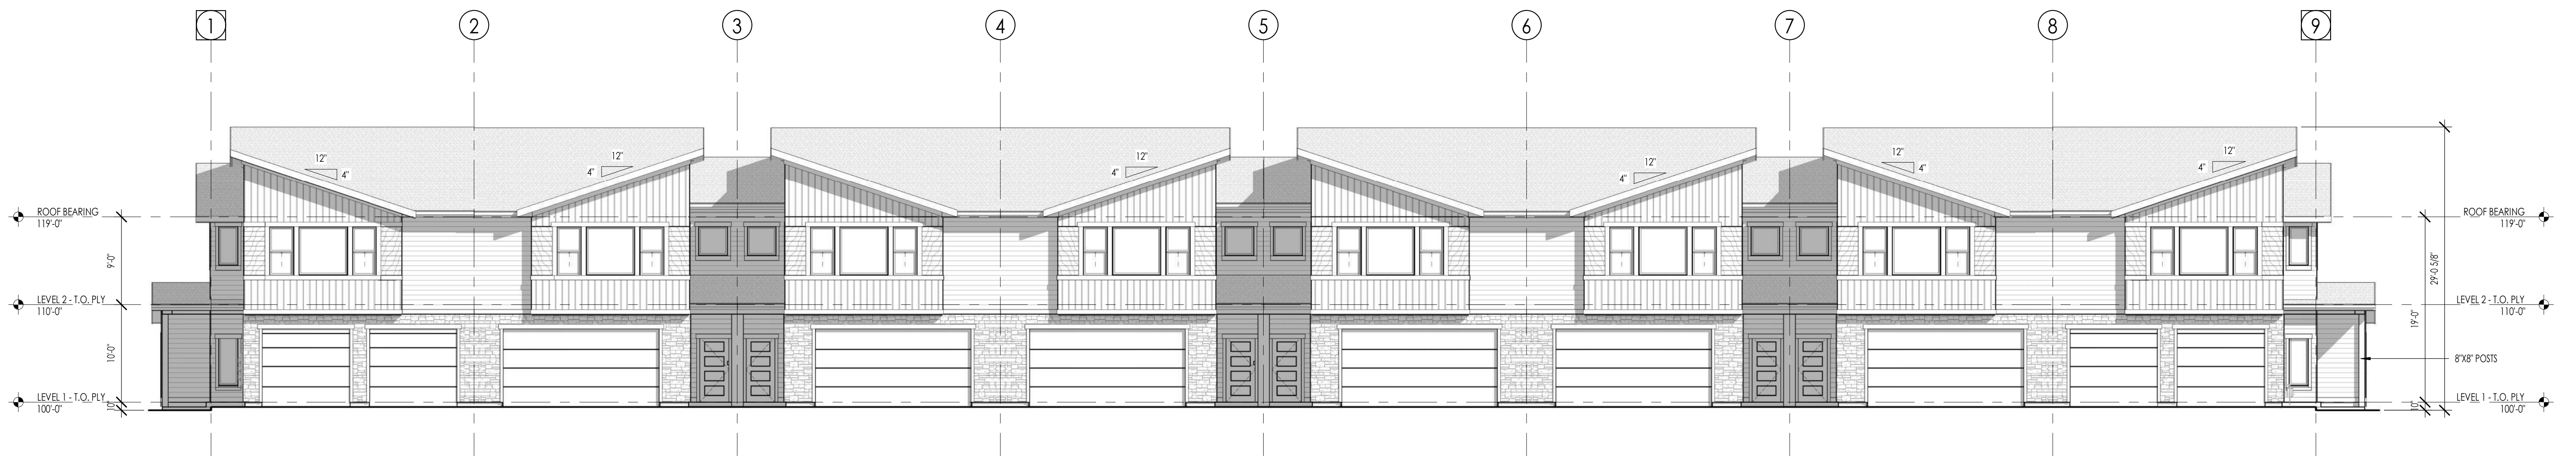 1 2 3 4 5 6 7 8 9
12" 12" 12" 12" 12" 12"
4" 4" 4" 4" 4" 4"
ROOF BEARING
119'-0"
9'-0"
LEVEL 2 - T.O. PLY
110'-0"
10'-0"
LEVEL 1 - T.O. PLY
100'-0"
10"
29'-0 5/8"
ROOF BEARING
119'-0"
19'-0"
LEVEL 2 - T.O. PLY
110'-0"
8"X8" POSTS
LEVEL 1 - T.O. PLY
100'-0"
10"